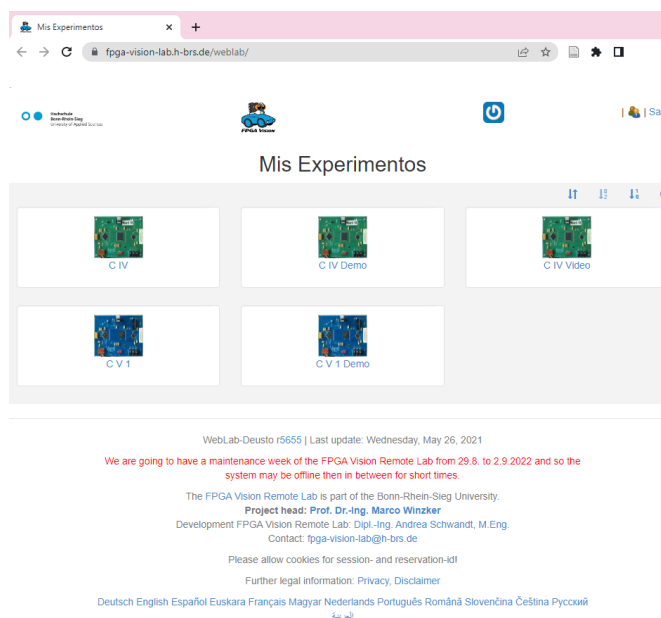 Mis Experimentos
fpga-vision-lab.h-brs.de/weblab/
Hochschule
Bonn-Rhein-Sieg
University of Applied Sciences
FPGA Vision
| | Sa
Mis Experimentos
C IV
C IV Demo
C IV Video
C V 1
C V 1 Demo
WebLab-Deusto r5655 | Last update: Wednesday, May 26, 2021
We are going to have a maintenance week of the FPGA Vision Remote Lab from 29.8. to 2.9.2022 and so the
system may be offline then in between for short times.
The FPGA Vision Remote Lab is part of the Bonn-Rhein-Sieg University.
Project head: Prof. Dr.-Ing. Marco Winzker
Development FPGA Vision Remote Lab: Dipl.-Ing. Andrea Schwandt, M.Eng.
Contact: fpga-vision-lab@h-brs.de
Please allow cookies for session- and reservation-id!
Further legal information: Privacy, Disclaimer
Deutsch English Español Euskara Français Magyar Nederlands Português Română Slovenčina Čeština Русский
العربية